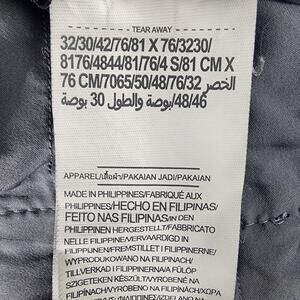 TEAR AWAY
32/30/42/76/81 X 76/3230/
8176/4844/81/76/4 S/81 CM X
76 CM/7065/50/48/76/32 الخصر
48/46/بوصة والطول 30 بوصة
APPAREL/เสื้อผ้า/PAKAIAN JADI/PAKAIAN
MADE IN PHILIPPINES/FABRIQUÉ AUX
PHILIPPINES/HECHO EN FILIPINAS/
FEITO NAS FILIPINAS/IN DEN
PHILIPPINEN HERGESTELLT/FABBRICATO
NELLE FILIPPINE/VERVAARDIGD IN
FILIPPIJNEN/FREMSTILLET I FILIPPINERNE/
WYPRODUKOWANO NA FILIPINACH/
TILLVERKAD I FILIPPINERNA/A FÜLÖP
SZIGETEKEN KÉSZÜLT/VYROBENÉ NA
FILIPÍNACH/VYROBENO NA FILIPÍNÁCH/ΧΩΡΑ